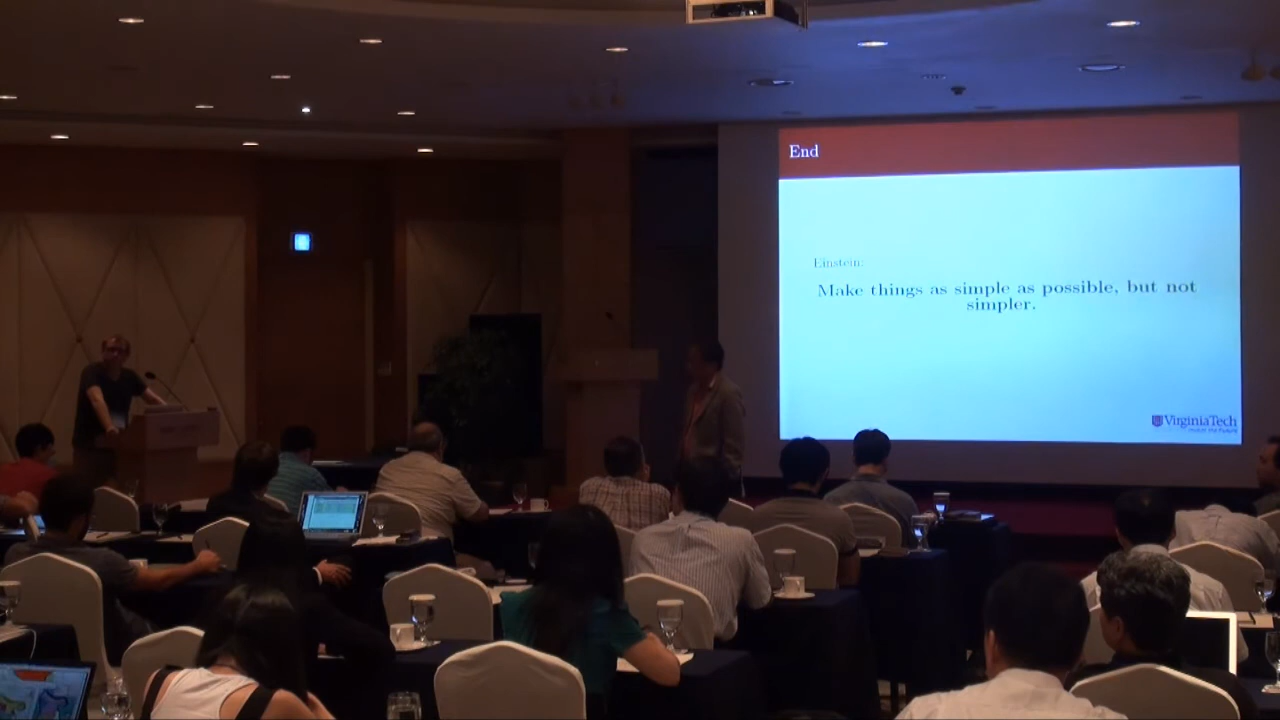 End
Einstein:
Make things as simple as possible, but not
simpler.
VirginiaTech